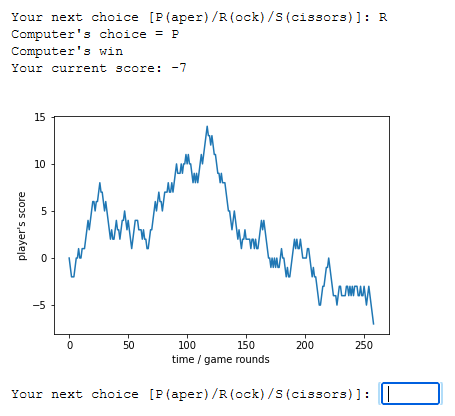 Your next choice [P(aper)/R(ock)/S(cissors)]: R
Computer's choice = P
Computer's win
Your current score: -7
15
10
5
0
−5
player's score
0 50 100 150 200 250
time / game rounds
Your next choice [P(aper)/R(ock)/S(cissors)]: